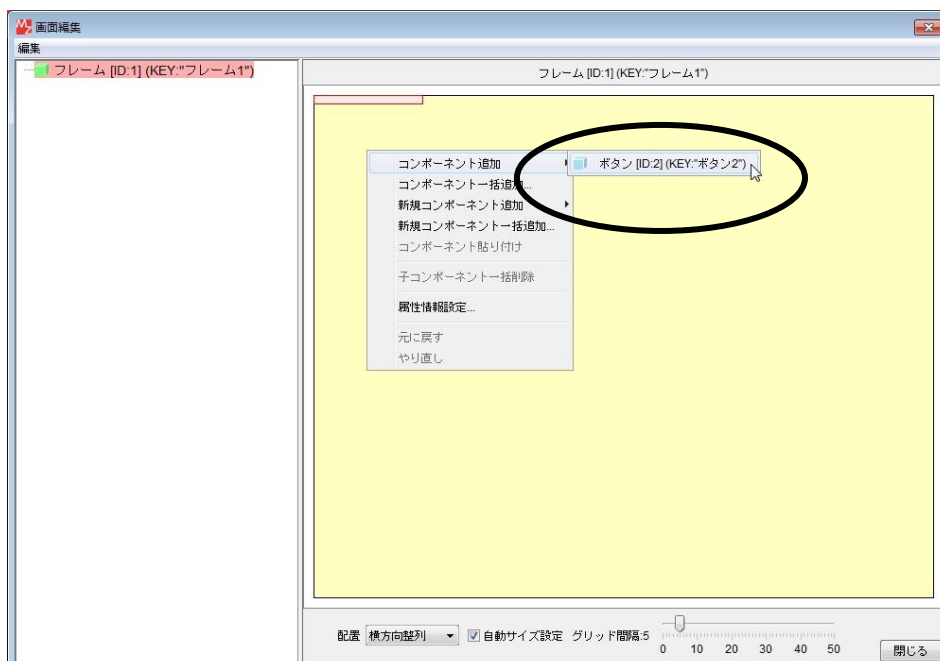 画面編集
編集
フレーム [ID:1] (KEY:"フレーム1")
フレーム [ID:1] (KEY:"フレーム1")
コンポーネント追加
ボタン [ID:2] (KEY:"ボタン2")
コンポーネント一括追加...
新規コンポーネント追加
新規コンポーネント一括追加...
コンポーネント貼り付け
子コンポーネント一括削除
属性情報設定...
元に戻す
やり直し
配置 横方向整列 自動サイズ設定 グリッド間隔:5
0 10 20 30 40 50
閉じる